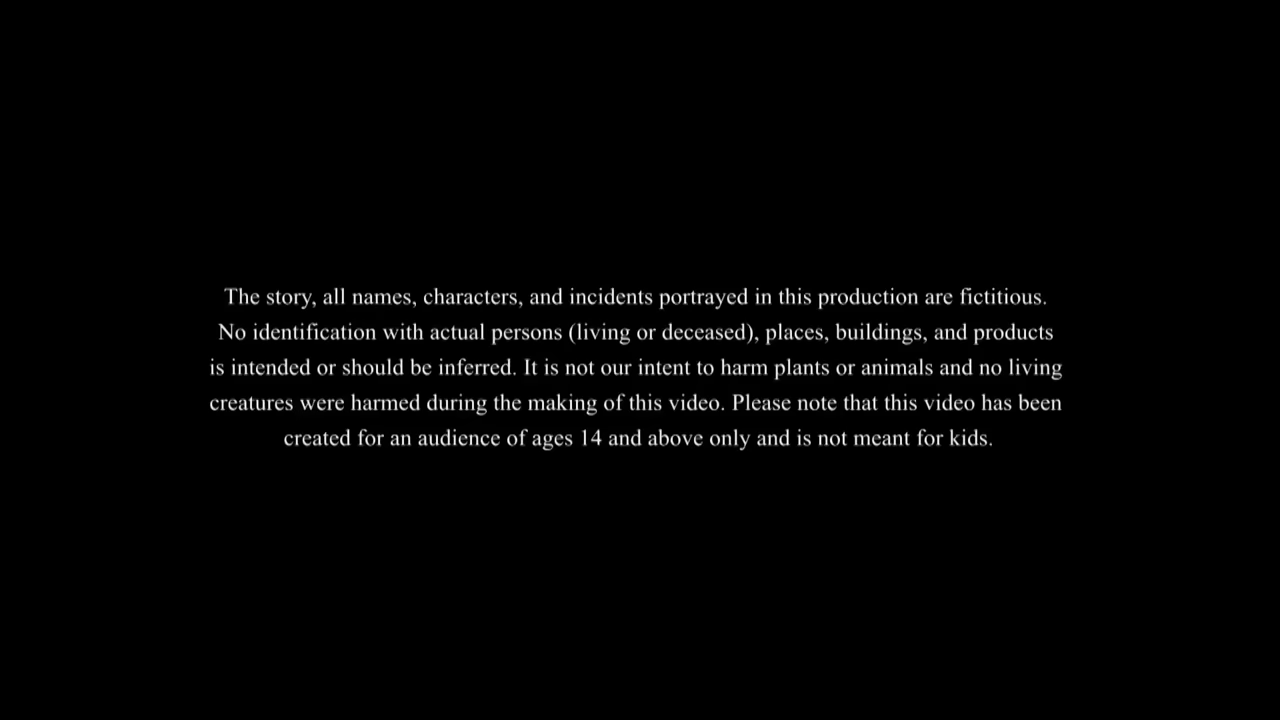 The story, all names, characters, and incidents portrayed in this production are fictitious.
No identification with actual persons (living or deceased), places, buildings, and products
is intended or should be inferred. It is not our intent to harm plants or animals and no living
creatures were harmed during the making of this video. Please note that this video has been
created for an audience of ages 14 and above only and is not meant for kids.